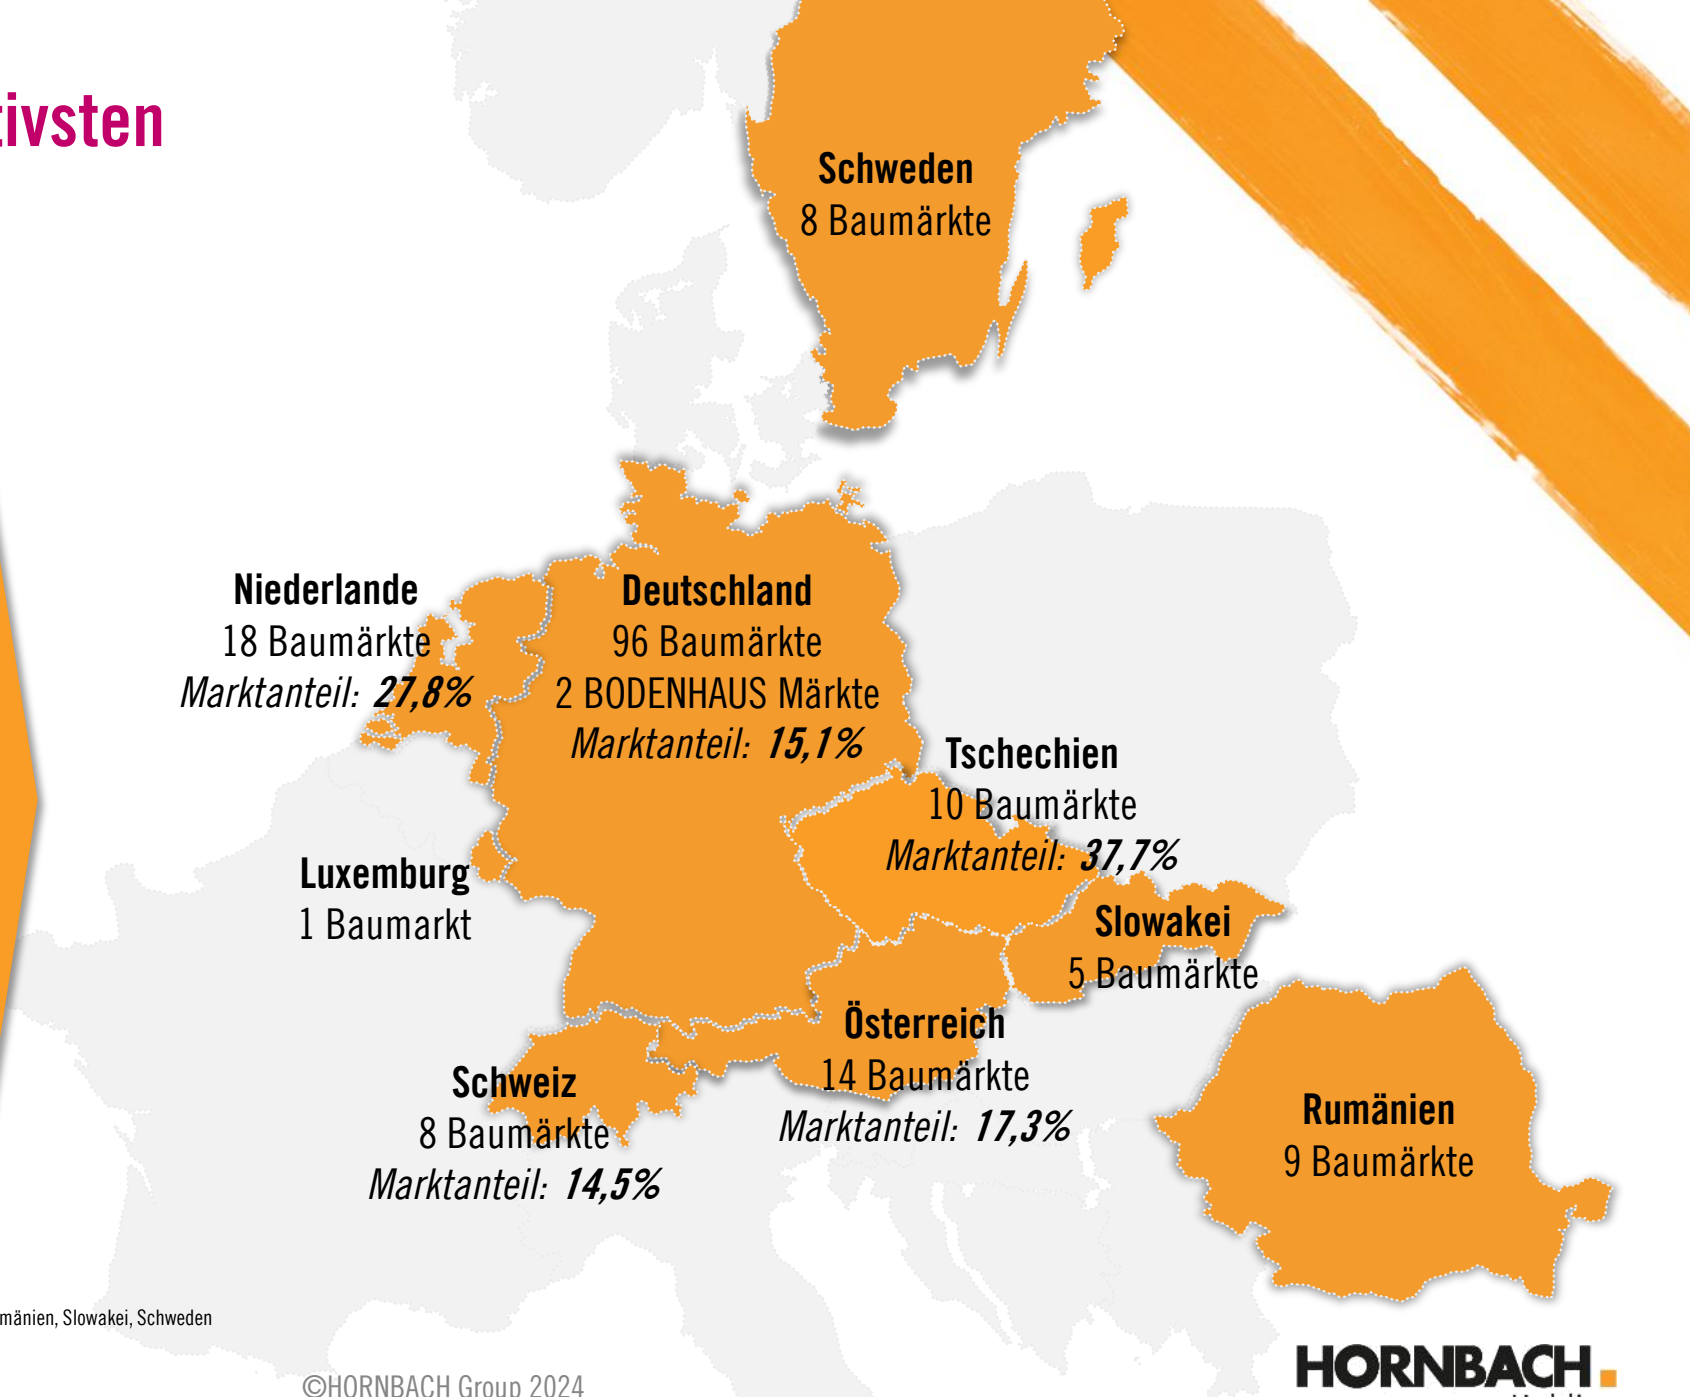 tivsten
Schweden
8 Baumärkte
Niederlande
18 Baumärkte
Marktanteil: 27,8%
Deutschland
96 Baumärkte
2 BODENHAUS Märkte
Marktanteil: 15,1%
Tschechien
10 Baumärkte
Marktanteil: 37,7%
Luxemburg
1 Baumarkt
Slowakei
5 Baumärkte
Österreich
14 Baumärkte
Marktanteil: 17,3%
Schweiz
8 Baumärkte
Marktanteil: 14,5%
Rumänien
9 Baumärkte
mänien, Slowakei, Schweden
©HORNBACH Group 2024
HORNBACH